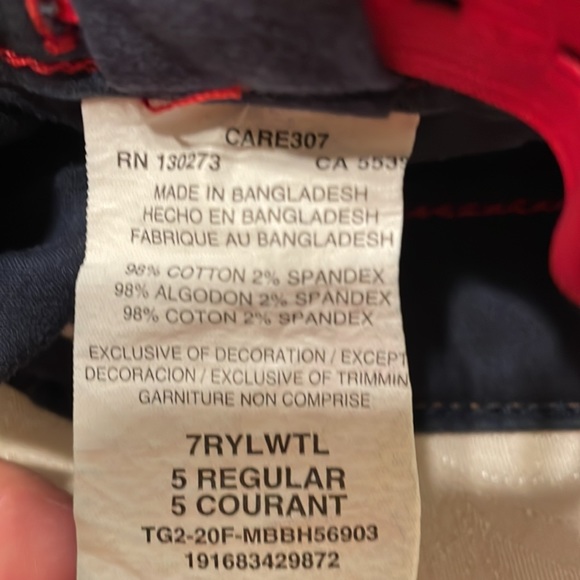 CARE307
RN 130273 CA 553
MADE IN BANGLADESH
HECHO EN BANGLADESH
FABRIQUE AU BANGLADESH
98% COTTON 2% SPANDEX
98% ALGODON 2% SPANDEX
98% COTON 2% SPANDEX
EXCLUSIVE OF DECORATION / EXCEPT
DECORACION / EXCLUSIVE OF TRIMMIN
GARNITURE NON COMPRISE
7RYLWTL
5 REGULAR
5 COURANT
TG2-20F-MBBH56903
191683429872